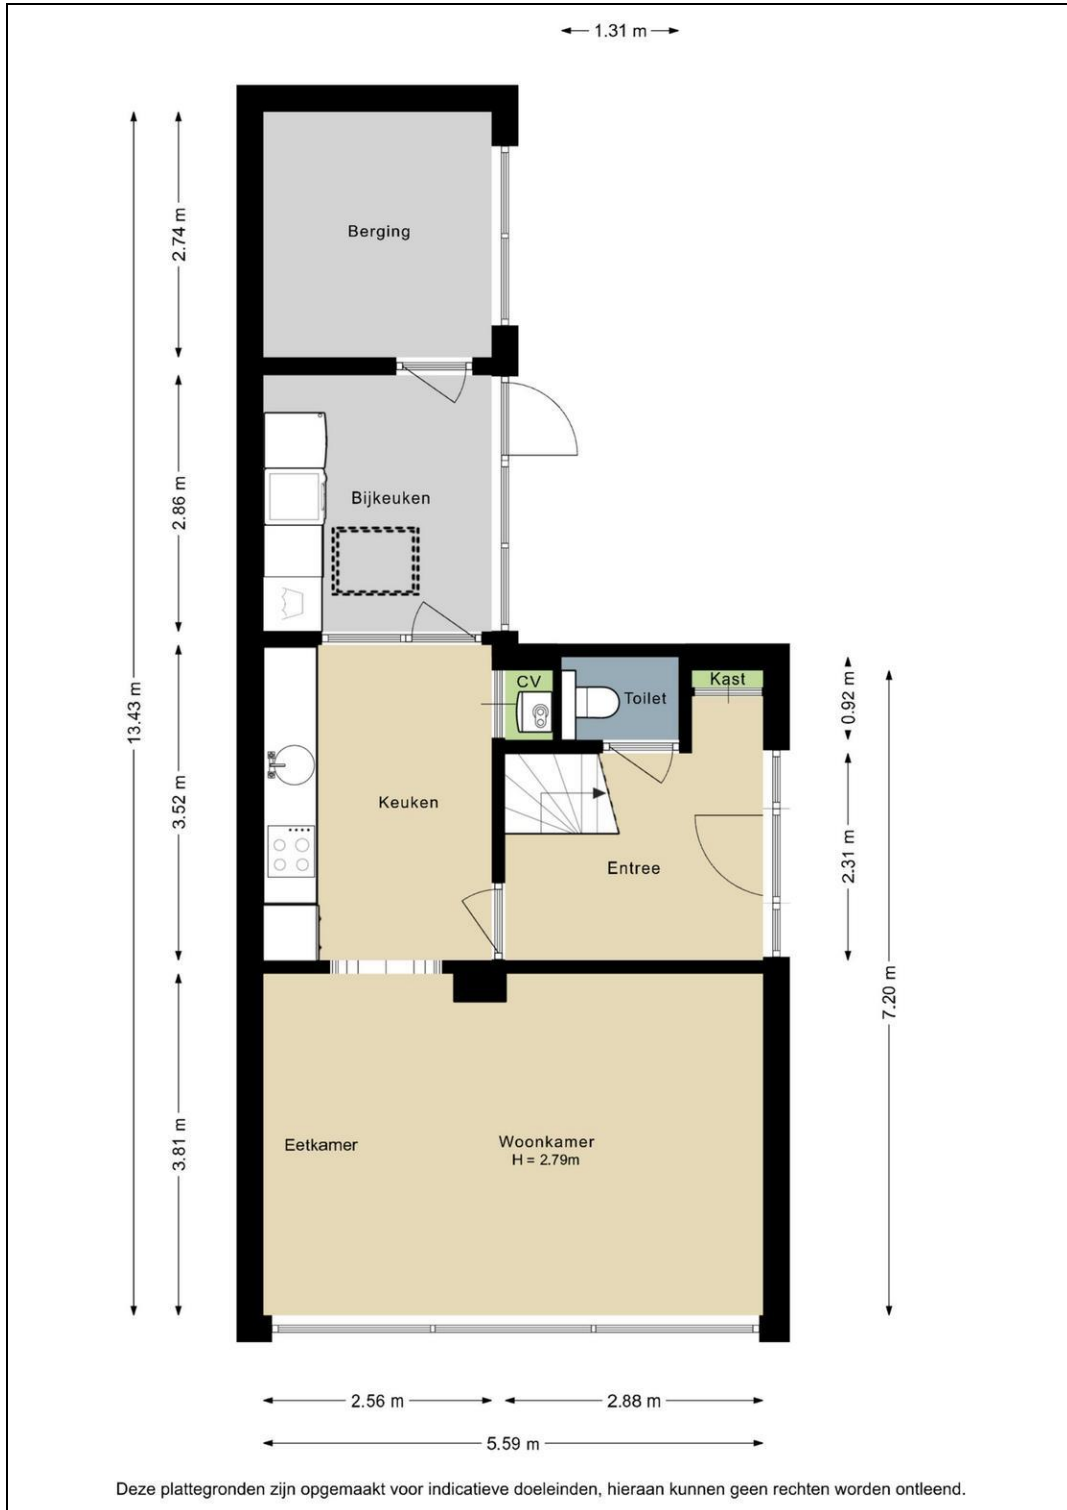 1.31 m
2.74 m
Berging
2.86 m
Bijkeuken
13.43 m
3.52 m
CV
Toilet
Kast
0.92 m
Keuken
Entree
2.31 m
7.20 m
3.81 m
Eetkamer
Woonkamer
H = 2.79m
2.56 m
2.88 m
5.59 m
Deze plattegronden zijn opgemaakt voor indicatieve doeleinden, hieraan kunnen geen rechten worden ontleend.